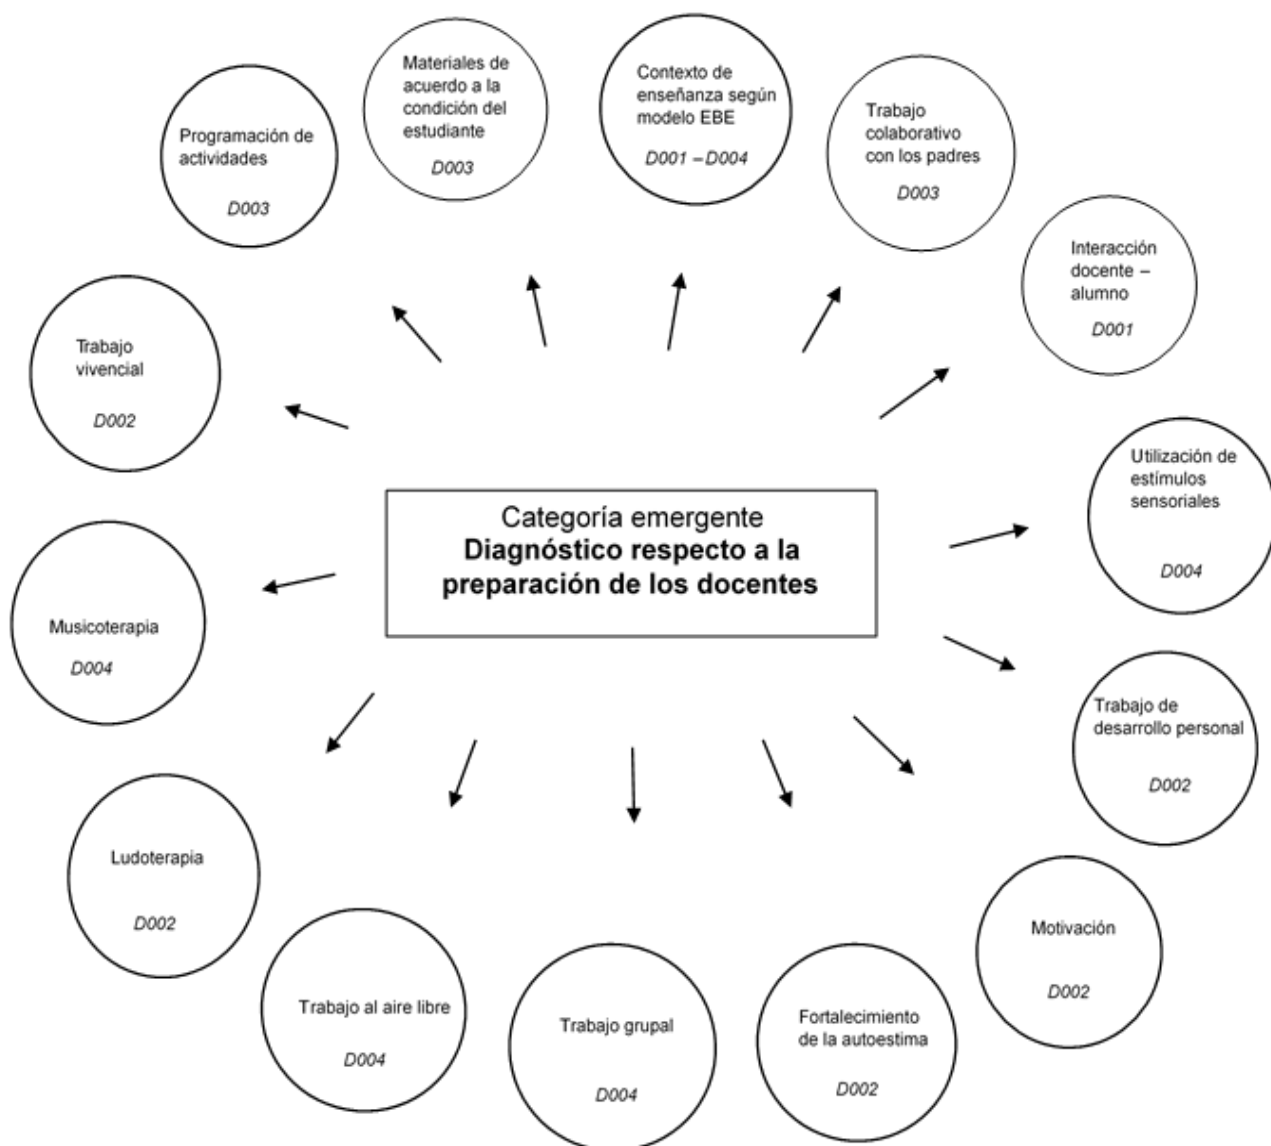 Materiales de
acuerdo a la
condición del
estudiante
D003
Contexto de
enseñanza según
modelo EBE
D001 – D004
Trabajo
colaborativo
con los padres
D003
Programación de
actividades
D003
Interacción
docente –
alumno
D001
Trabajo
vivencial
D002
Utilización de
estímulos
sensoriales
D004
Categoría emergente
Diagnóstico respecto a la
preparación de los docentes
Musicoterapia
D004
Trabajo de
desarrollo personal
D002
Ludoterapia
D002
Motivación
D002
Trabajo al aire libre
D004
Trabajo grupal
D004
Fortalecimiento
de la autoestima
D002